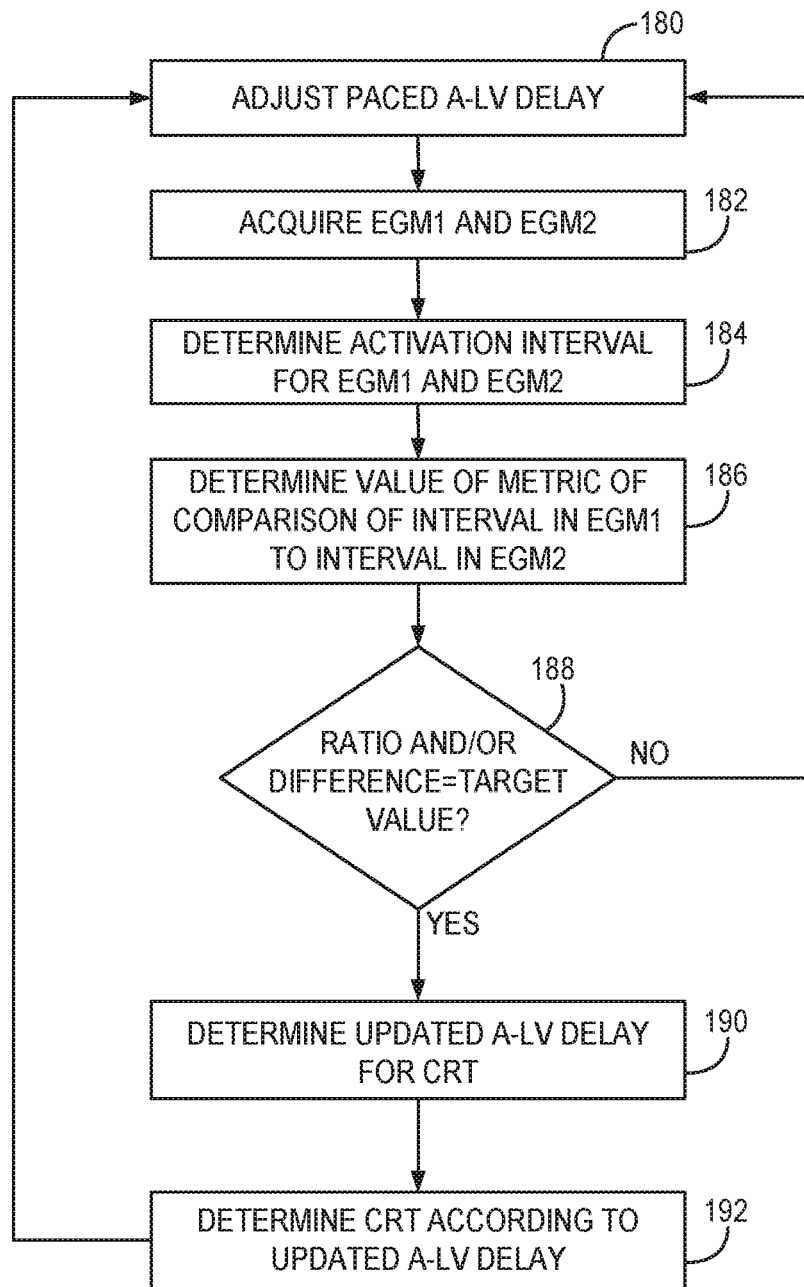 180
ADJUST PACED A-LV DELAY
ACQUIRE EGM1 AND EGM2
182
DETERMINE ACTIVATION INTERVAL
FOR EGM1 AND EGM2
184
DETERMINE VALUE OF METRIC OF
COMPARISON OF INTERVAL IN EGM1
TO INTERVAL IN EGM2
186
188
RATIO AND/OR
DIFFERENCE=TARGET
VALUE?
NO
YES
DETERMINE UPDATED A-LV DELAY
FOR CRT
190
DETERMINE CRT ACCORDING TO
UPDATED A-LV DELAY
192